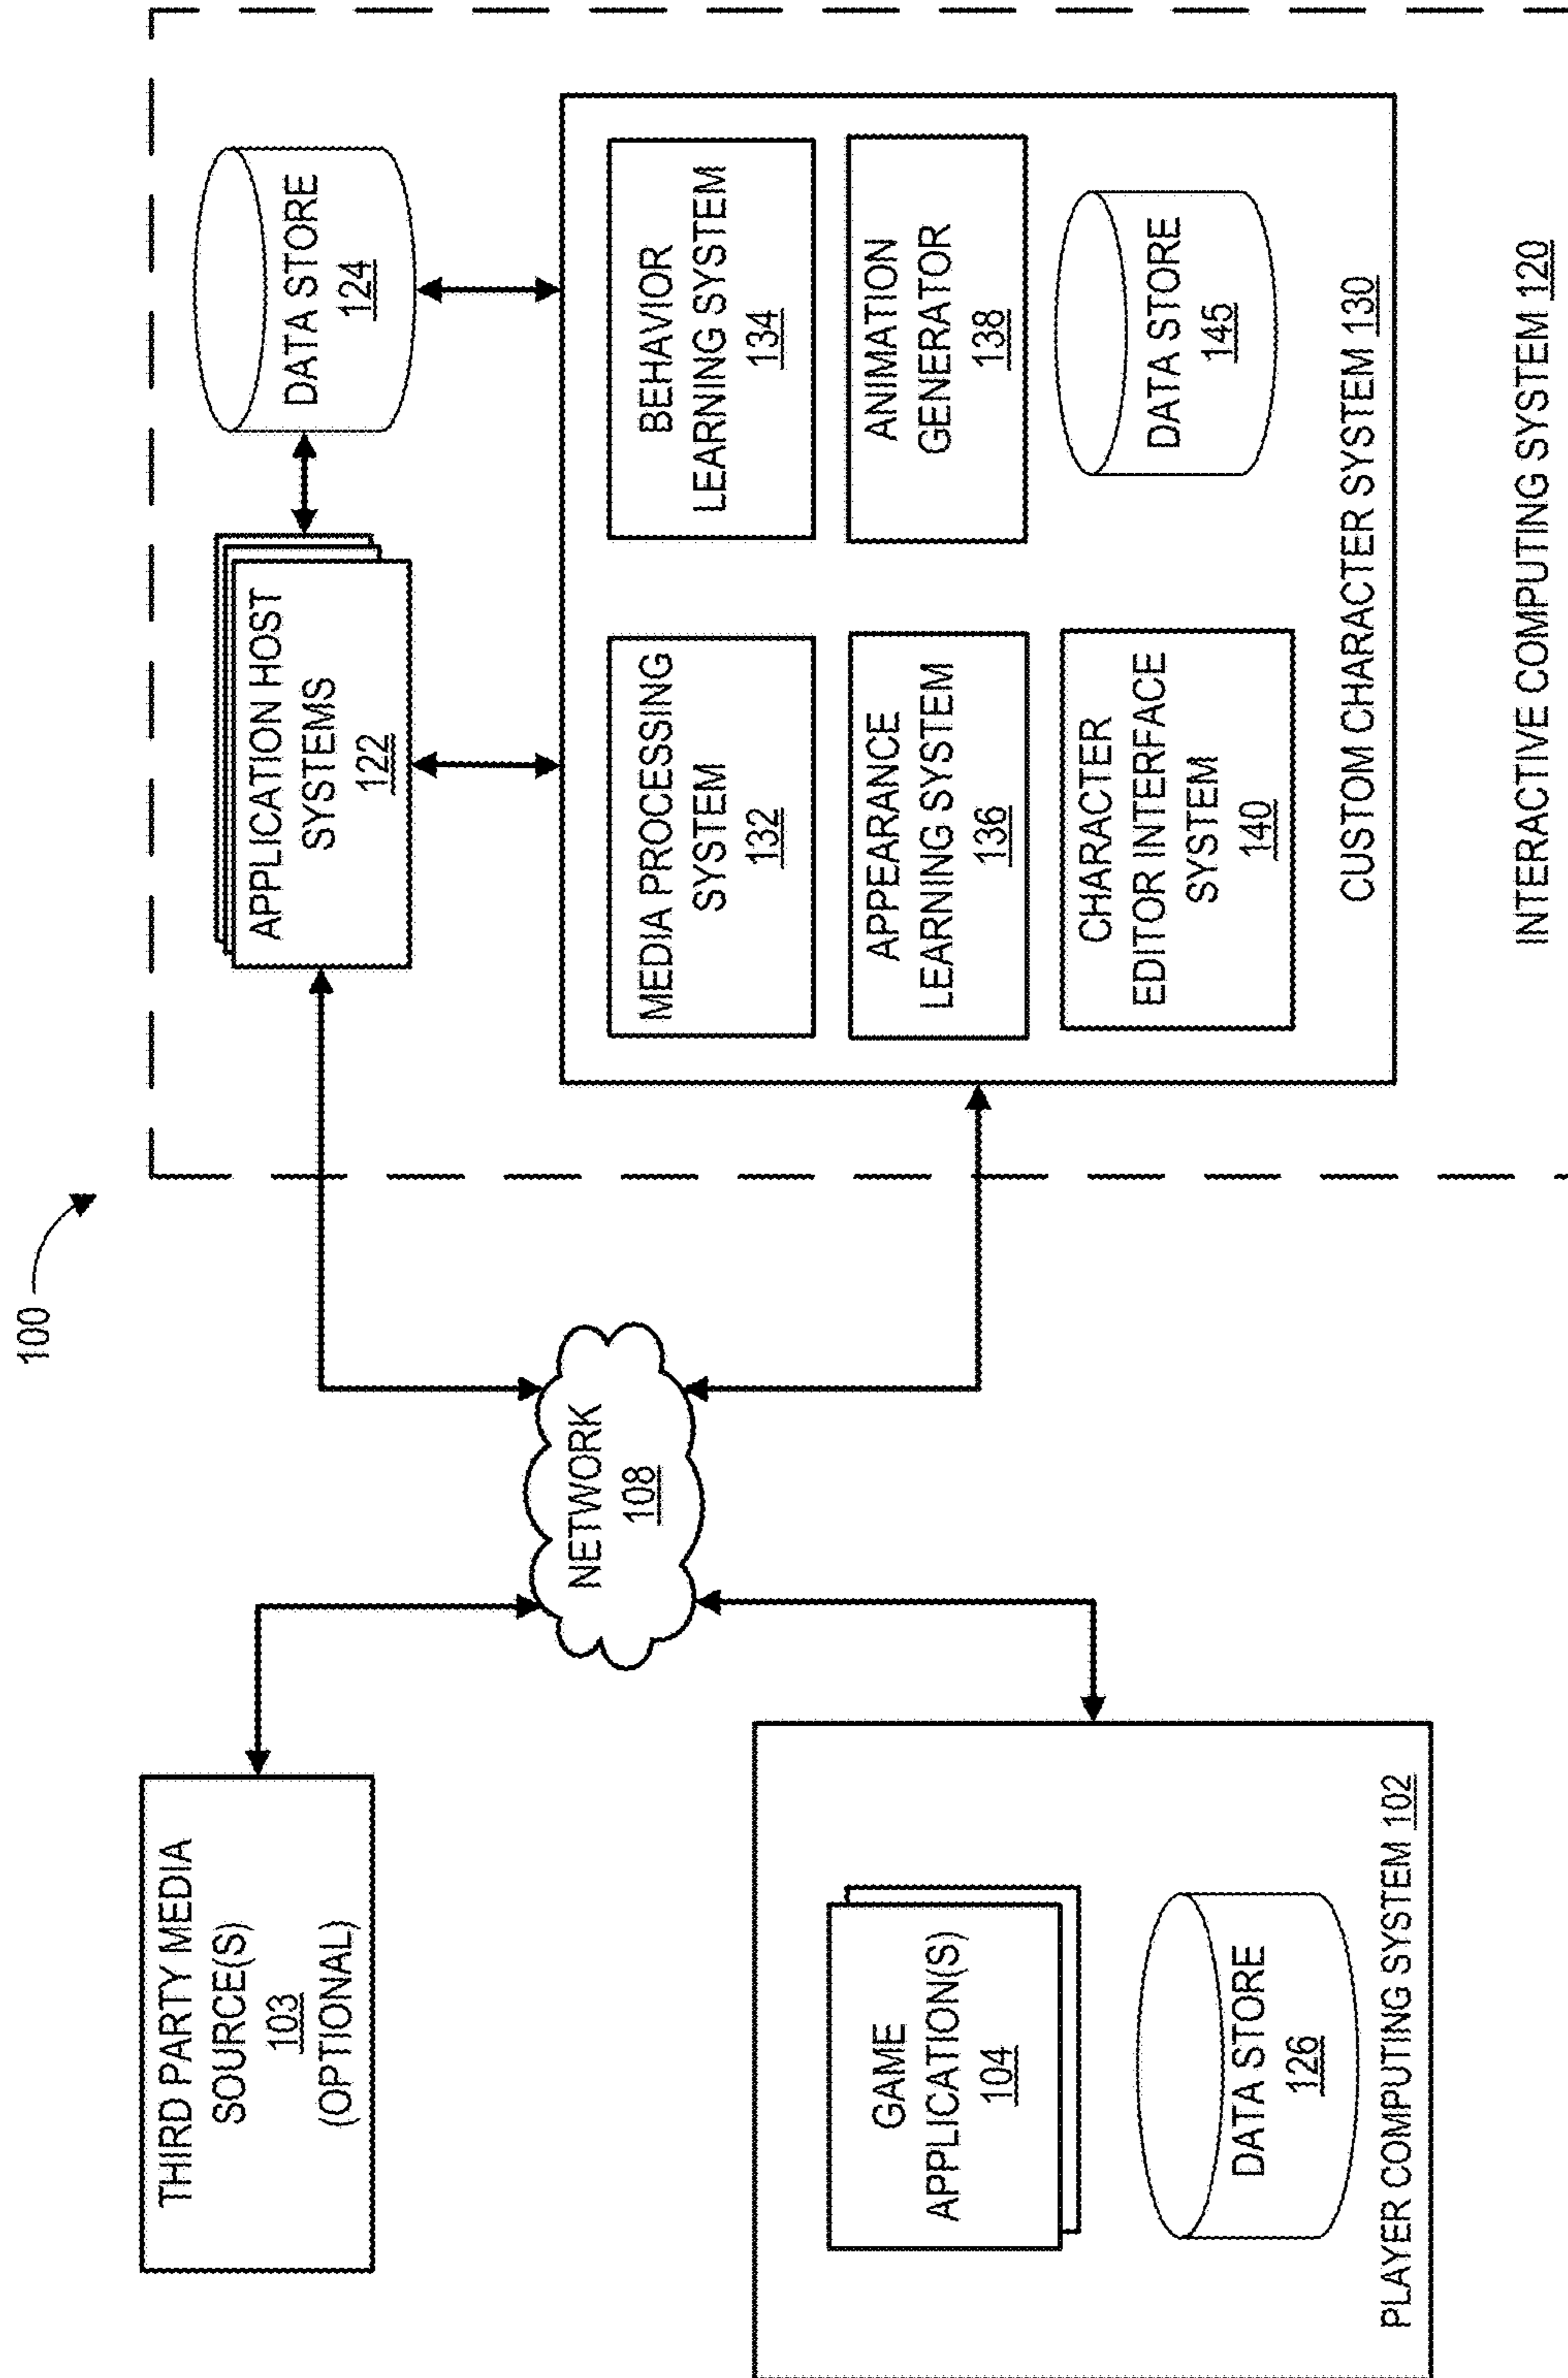 100
THIRD PARTY MEDIA
SOURCE(S)
103
(OPTIONAL)
GAME
APPLICATION(S)
104
DATA STORE
126
PLAYER COMPUTING SYSTEM 102
NETWORK
108
APPLICATION HOST
SYSTEMS
122
DATA STORE
124
MEDIA PROCESSING
SYSTEM
132
BEHAVIOR
LEARNING SYSTEM
134
APPEARANCE
LEARNING SYSTEM
136
ANIMATION
GENERATOR
138
CHARACTER
EDITOR INTERFACE
SYSTEM
140
DATA STORE
145
CUSTOM CHARACTER SYSTEM 130
INTERACTIVE COMPUTING SYSTEM 120